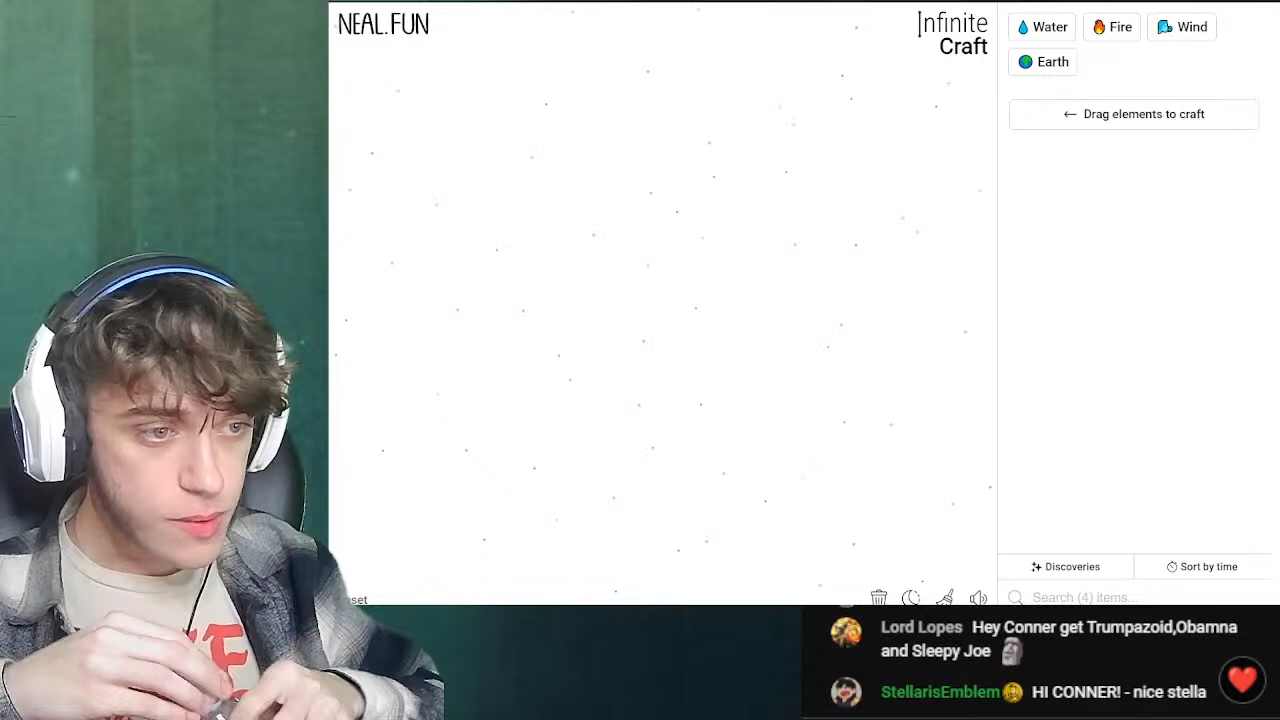 NEAL.FUN
Infinite
Craft
Water
Fire
Wind
Earth
← Drag elements to craft
Discoveries
Sort by time
Search (4) items...
set
Lord Lopes Hey Conner get Trumpazoid,Obamna
and Sleepy Joe
StellarisEmblem HI CONNER! - nice stella